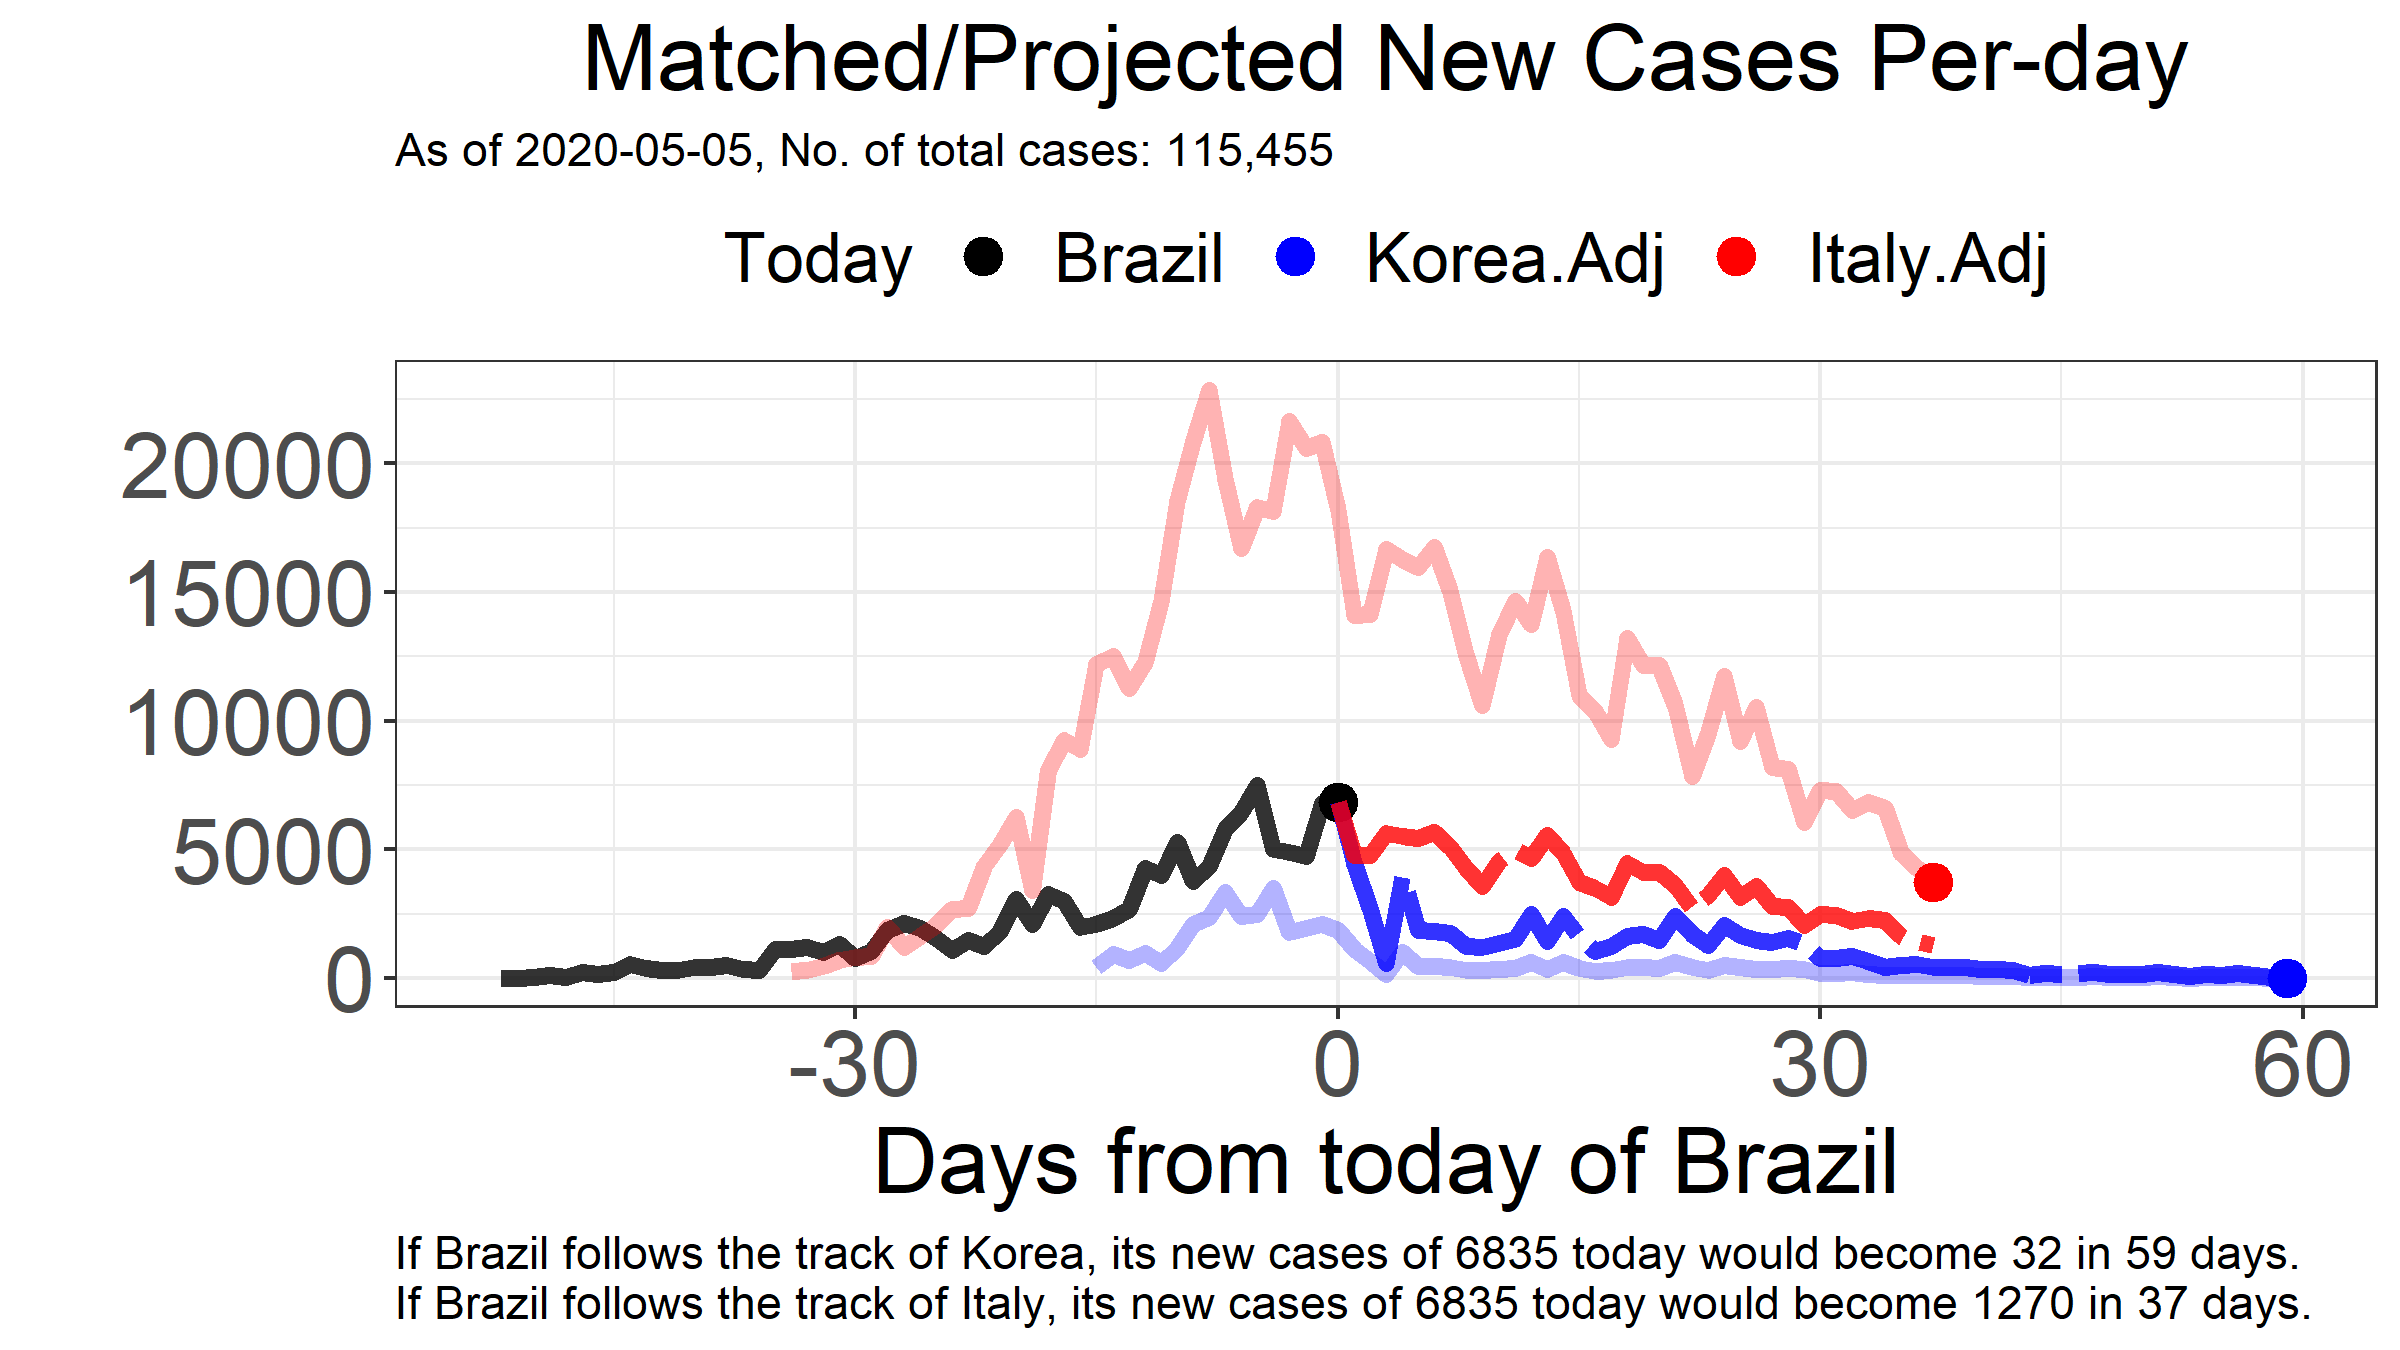 Matched/Projected New Cases Per-day
As of 2020-05-05, No. of total cases: 115,455
Today Brazil Korea.Adj Italy.Adj
20000
15000
10000
5000
0
-30 0 30 60
Days from today of Brazil
If Brazil follows the track of Korea, its new cases of 6835 today would become 32 in 59 days.
If Brazil follows the track of Italy, its new cases of 6835 today would become 1270 in 37 days.